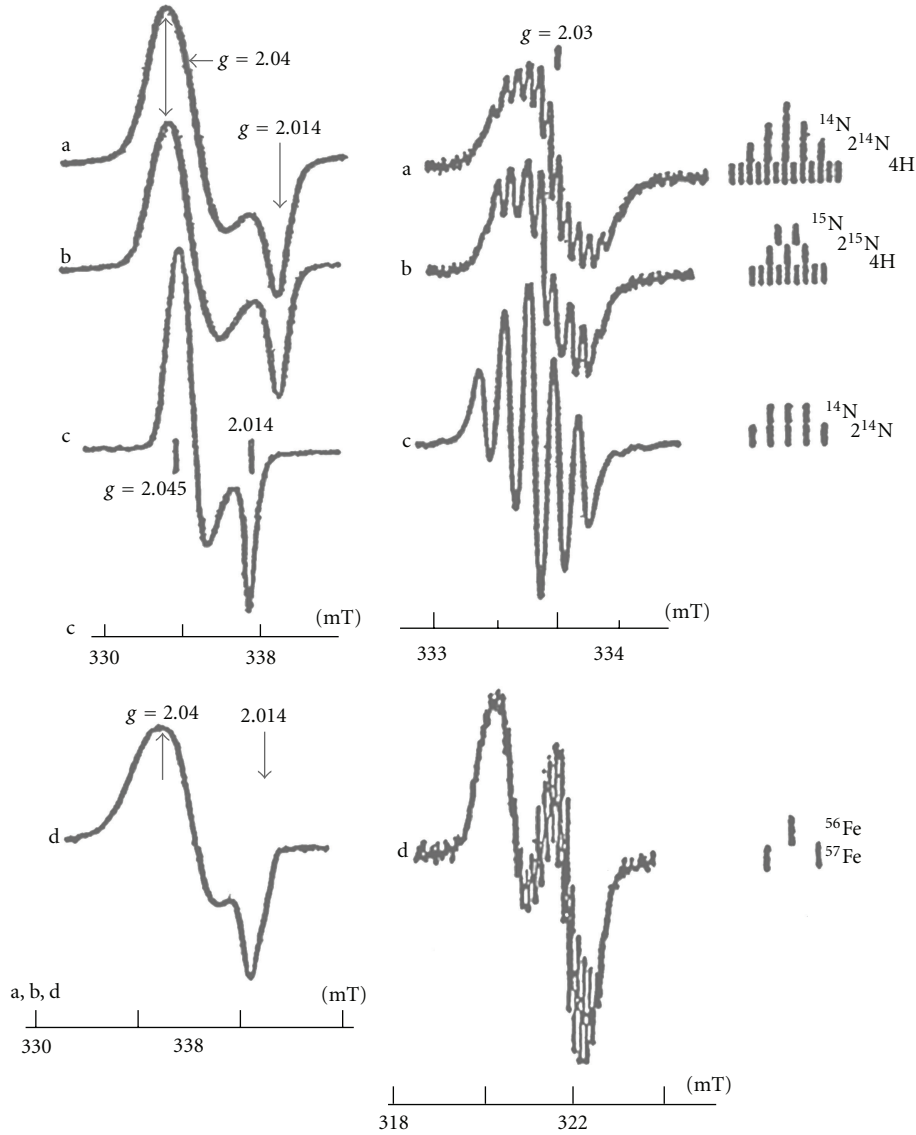 g = 2.04
g = 2.014
a
b
c
2.014
g = 2.045
(mT)
c
330
338
g = 2.03
a
b
c
¹⁴N
2¹⁴N
4H
¹⁵N
2¹⁵N
4H
¹⁴N
2¹⁴N
(mT)
333
334
g = 2.04
2.014
d
a, b, d
(mT)
330
338
d
⁵⁶Fe
⁵⁷Fe
(mT)
318
322